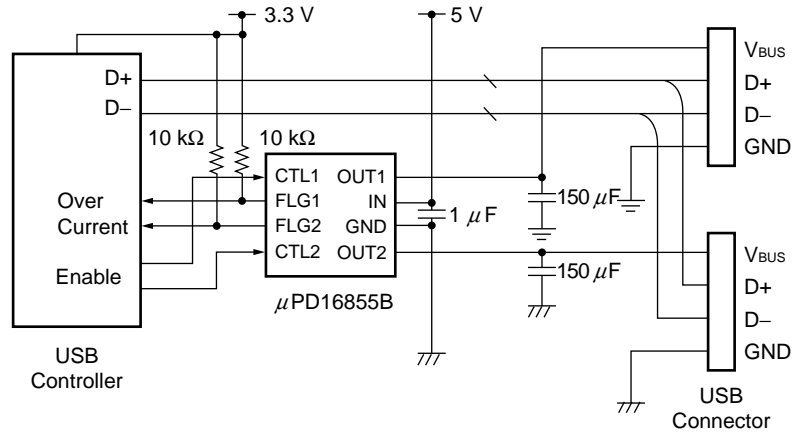 3.3 V
5 V
D+
D−
10 kΩ
10 kΩ
Over
Current
Enable
CTL1
FLG1
FLG2
CTL2
OUT1
IN
GND
OUT2
1 μF
150 μF
150 μF
μPD16855B
USB
Controller
VBUS
D+
D−
GND
VBUS
D+
D−
GND
USB
Connector